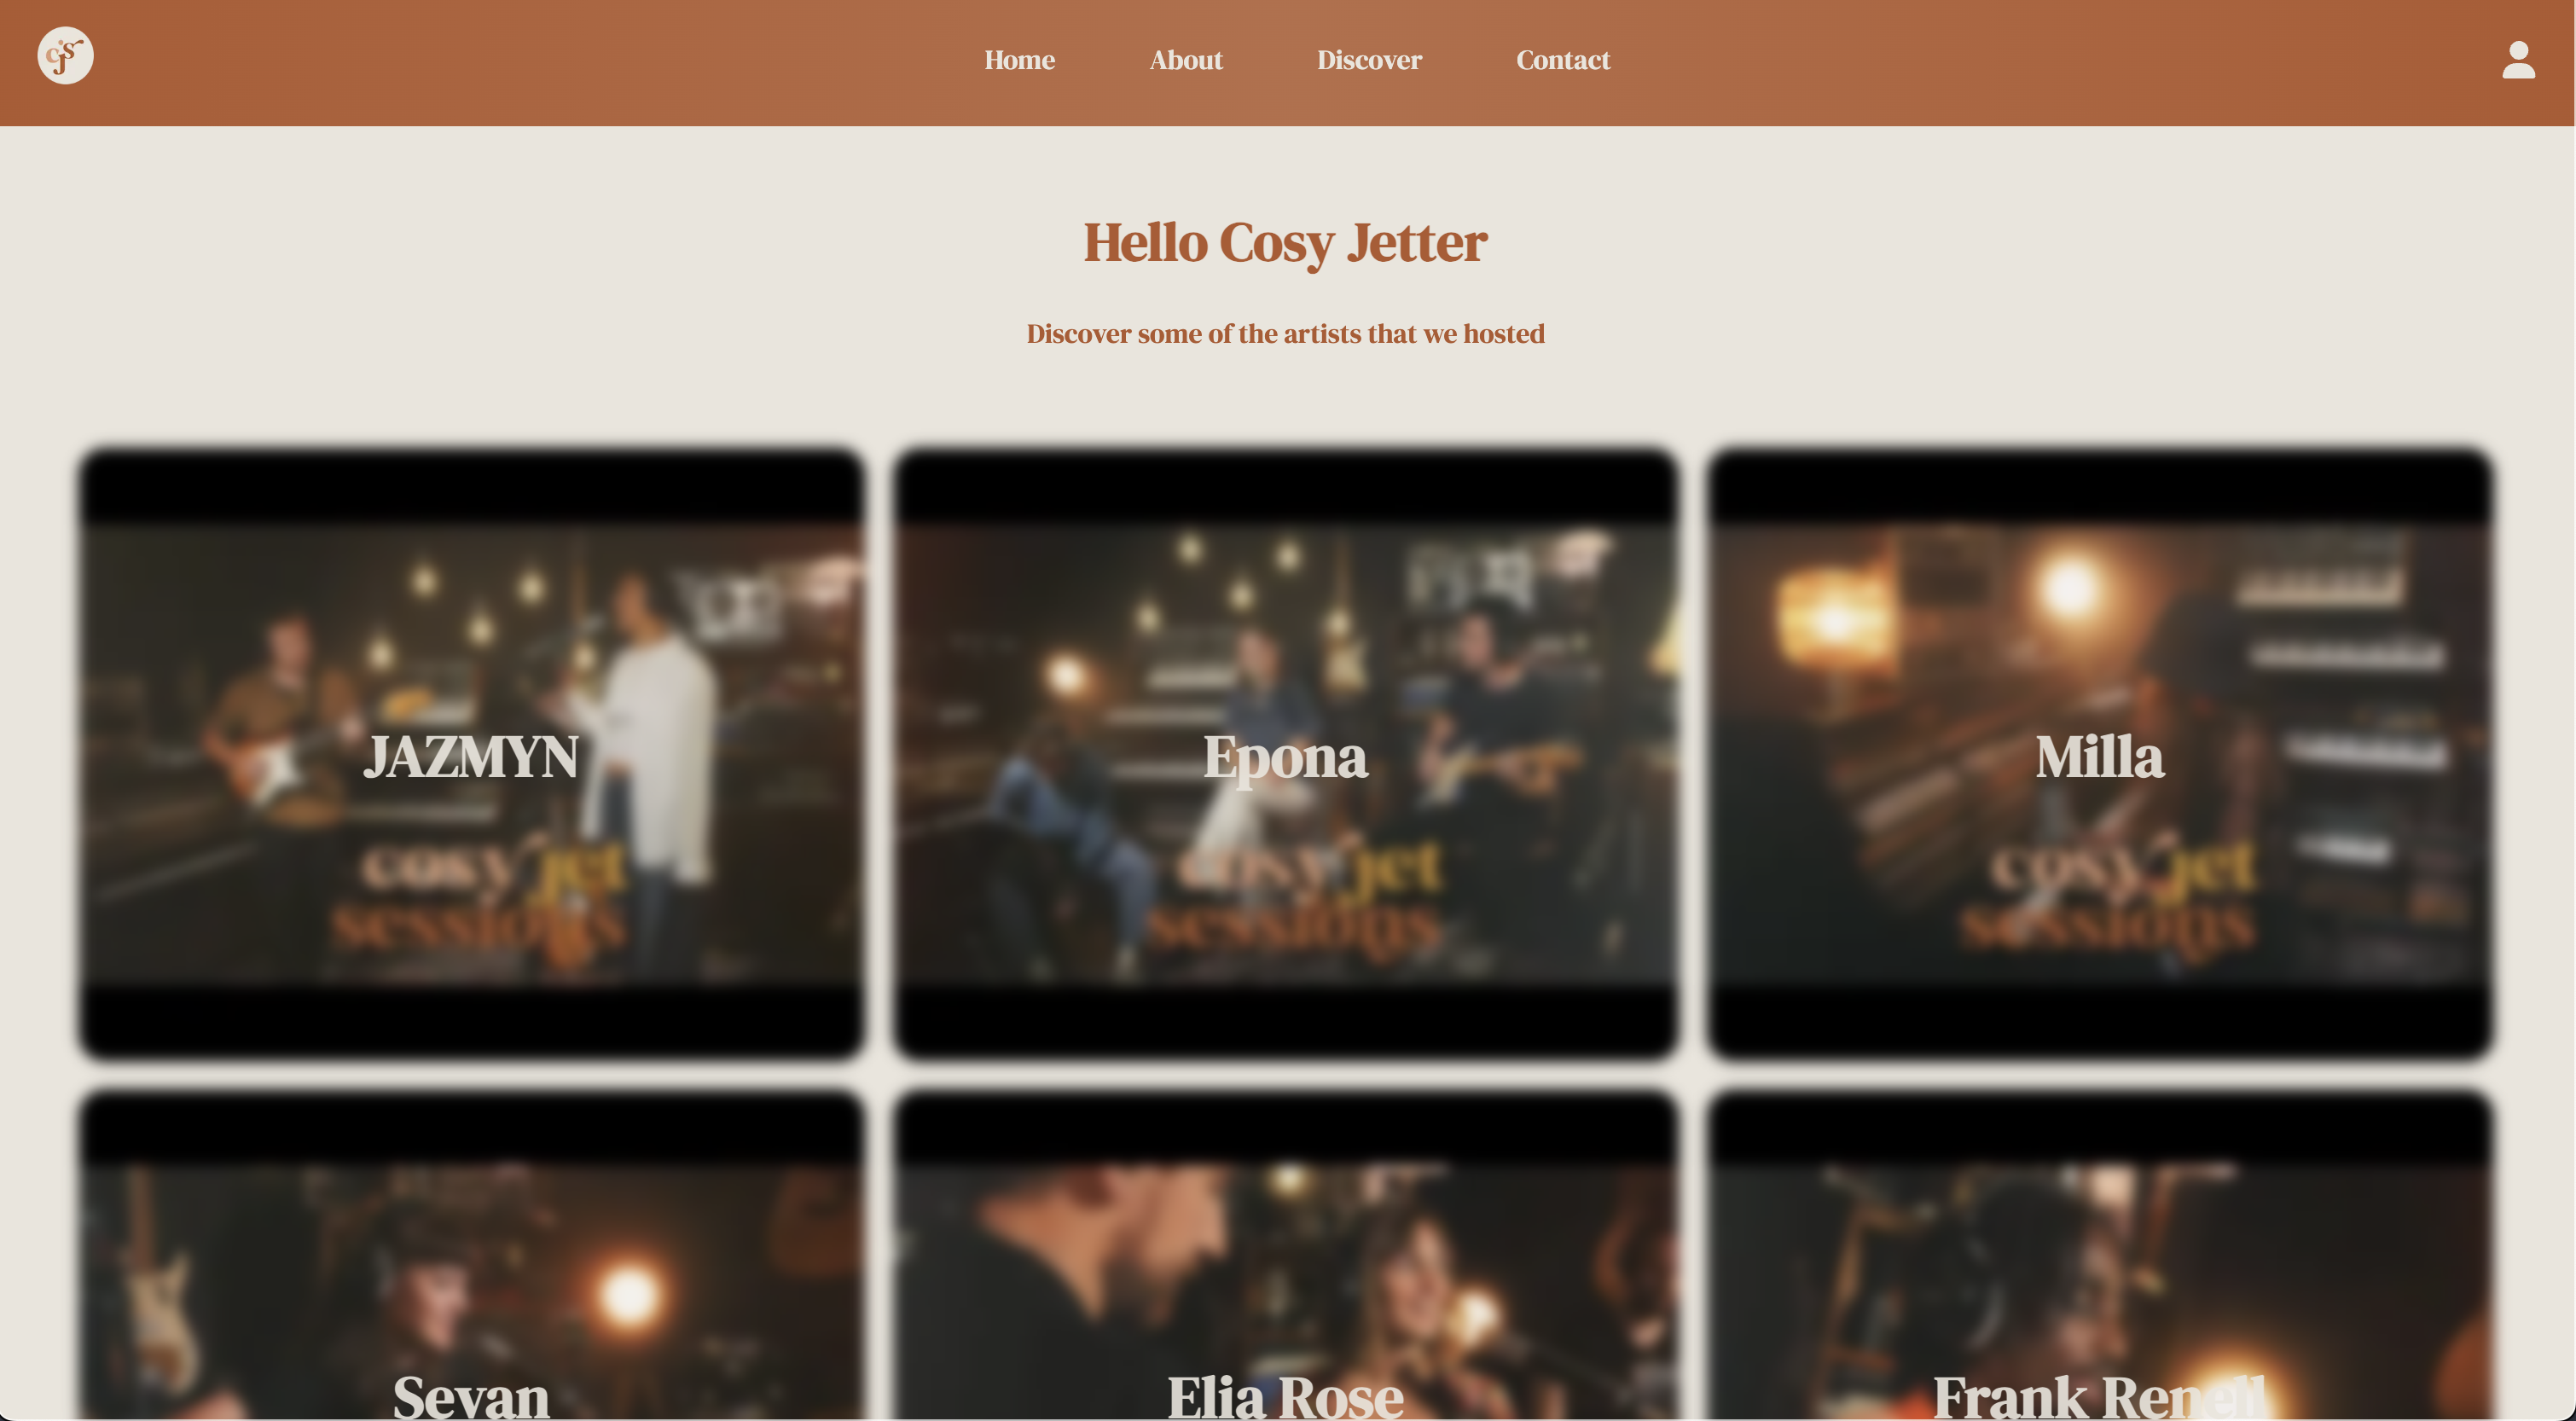 cjs
Home About Discover Contact
Hello Cosy Jetter
Discover some of the artists that we hosted
JAZMYN
cosy jet
sessions
Epona
cosy jet
sessions
Milla
cosy jet
sessions
Sevan
Elia Rose
Frank Renell